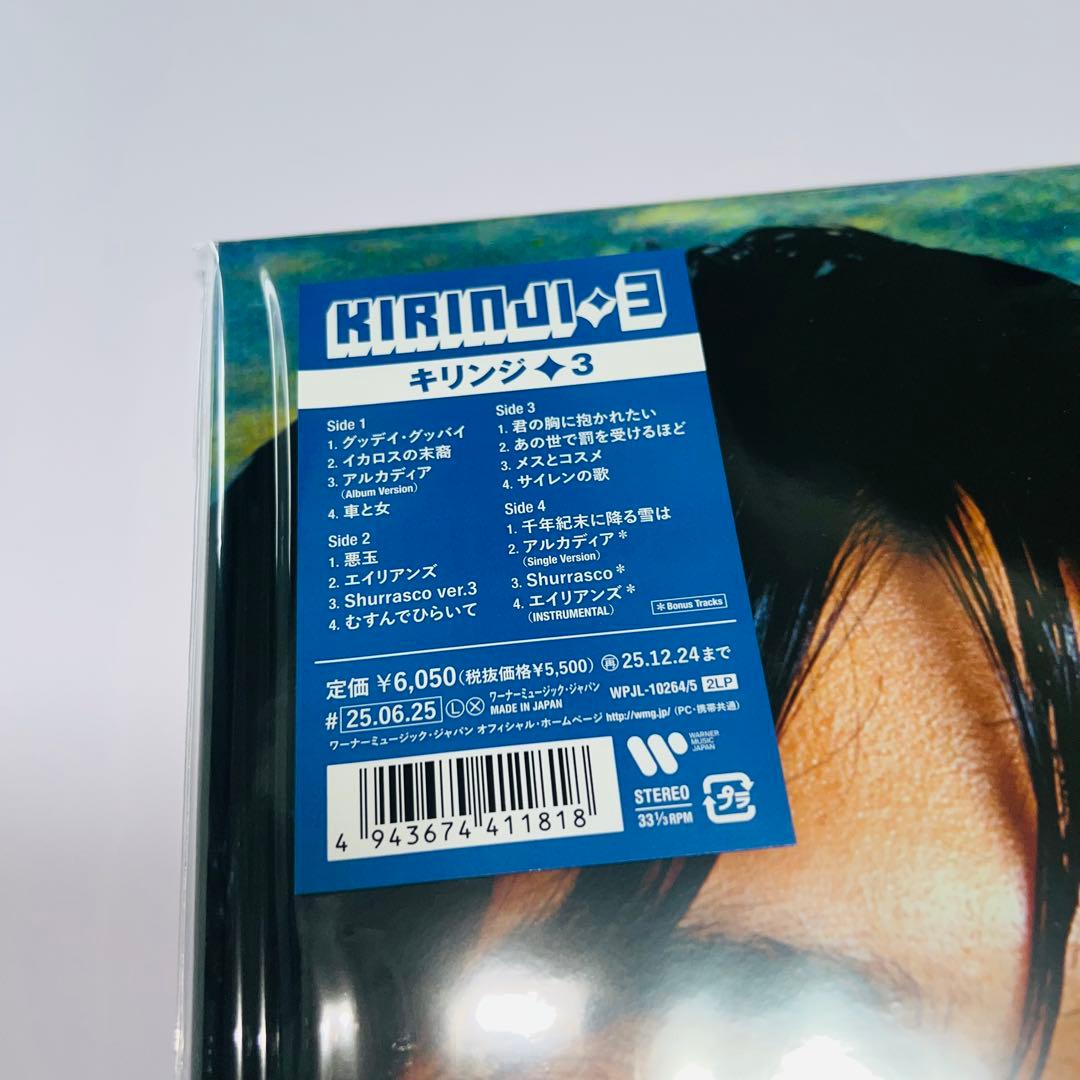 KIRINJI✦3
キリンジ✦3
Side 1
1. グッデイ・グッバイ
2. イカロスの末裔
3. アルカディア
(Album Version)
4. 車と女
Side 2
1. 悪玉
2. エイリアンズ
3. Shurrasco ver.3
4. むすんでひらいて
Side 3
1. 君の胸に抱かれたい
2. あの世で罰を受けるほど
3. メスとコスメ
4. サイレンの歌
Side 4
1. 千年紀末に降る雪は
2. アルカディア*
(Single Version)
3. Shurrasco*
4. エイリアンズ*
(INSTRUMENTAL)
*Bonus Tracks
定価 ¥6,050(税抜価格¥5,500) 再 25.12.24まで
# 25.06.25 Ⓛ Ⓧ ワーナーミュージック・ジャパン MADE IN JAPAN WPJL-10264/5 2LP
ワーナーミュージック・ジャパン オフィシャル・ホームページ http://wmg.jp/ (PC・携帯共通)
WARNER MUSIC JAPAN
STEREO
33 1/3 RPM
プラ
4 943674 411818